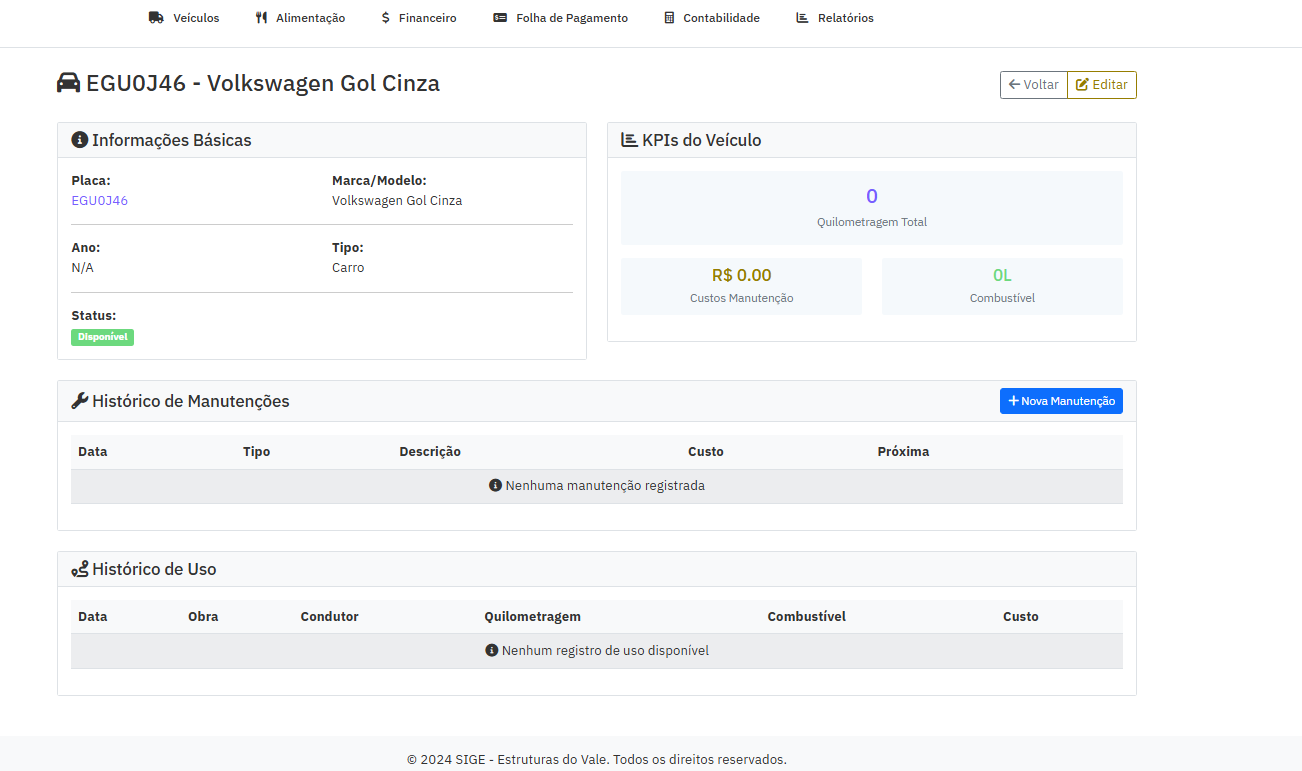 Veículos Alimentação Financeiro Folha de Pagamento Contabilidade Relatórios
EGU0J46 - Volkswagen Gol Cinza
Voltar Editar
Informações Básicas
Placa: Marca/Modelo:
EGU0J46 Volkswagen Gol Cinza
Ano: Tipo:
N/A Carro
Status:
Disponível
KPIs do Veículo
0
Quilometragem Total
R$ 0.00 0L
Custos Manutenção Combustível
Histórico de Manutenções Nova Manutenção
Data Tipo Descrição Custo Próxima
Nenhuma manutenção registrada
Histórico de Uso
Data Obra Condutor Quilometragem Combustível Custo
Nenhum registro de uso disponível
© 2024 SIGE - Estruturas do Vale. Todos os direitos reservados.